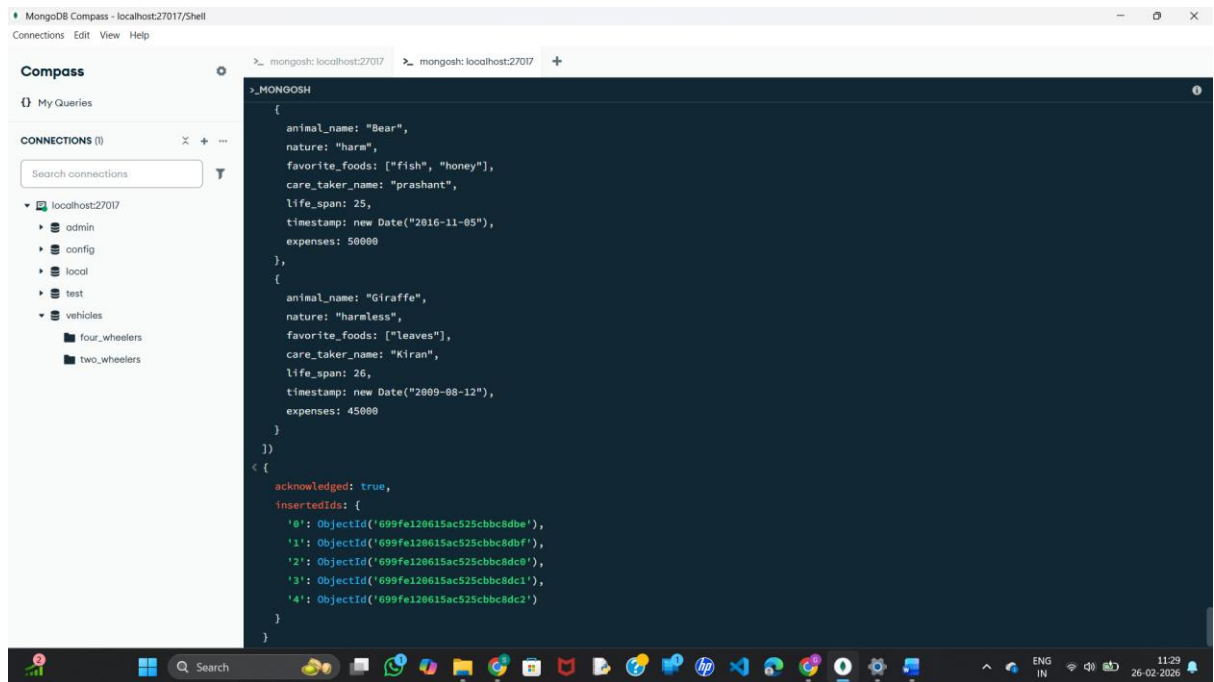 MongoDB Compass - localhost:27017/Shell
Connections Edit View Help
Compass
{} My Queries
CONNECTIONS (1)
Search connections
localhost:27017
admin
config
local
test
vehicles
four_wheelers
two_wheelers
>_ mongosh: localhost:27017 >_ mongosh: localhost:27017 +
>_MONGOSH
{
animal_name: "Bear",
nature: "harm",
favorite_foods: ["fish", "honey"],
care_taker_name: "prashant",
life_span: 25,
timestamp: new Date("2016-11-05"),
expenses: 50000
},
{
animal_name: "Giraffe",
nature: "harmless",
favorite_foods: ["leaves"],
care_taker_name: "Kiran",
life_span: 26,
timestamp: new Date("2009-08-12"),
expenses: 45000
}
])
< {
acknowledged: true,
insertedIds: {
'0': ObjectId('699fe120615ac525cbbc8dbe'),
'1': ObjectId('699fe120615ac525cbbc8dbf'),
'2': ObjectId('699fe120615ac525cbbc8dc0'),
'3': ObjectId('699fe120615ac525cbbc8dc1'),
'4': ObjectId('699fe120615ac525cbbc8dc2')
}
}
2
Search
1
ENG
IN
11:29
26-02-2026